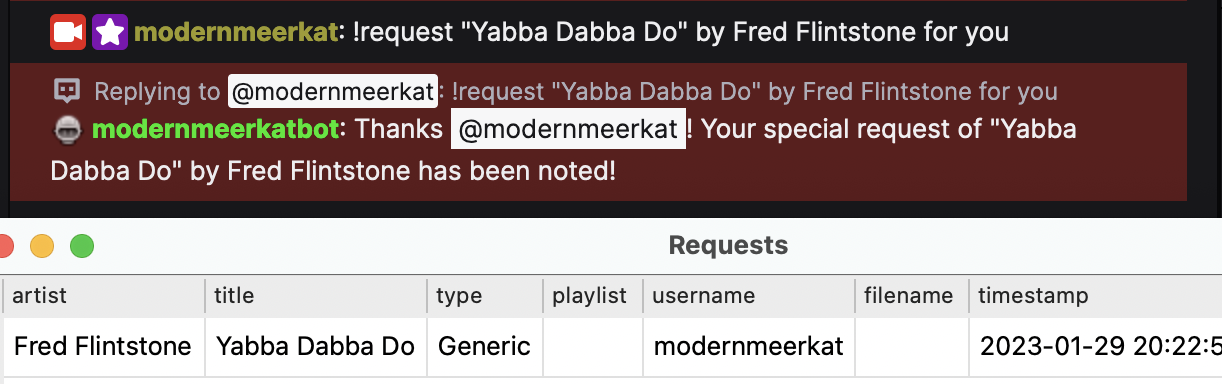 modernmeerkat: !request "Yabba Dabba Do" by Fred Flintstone for you
Replying to @modernmeerkat: !request "Yabba Dabba Do" by Fred Flintstone for you
modernmeerkatbot: Thanks @modernmeerkat! Your special request of "Yabba
Dabba Do" by Fred Flintstone has been noted!
Requests
artist title type playlist username filename timestamp
Fred Flintstone Yabba Dabba Do Generic modernmeerkat 2023-01-29 20:22:5